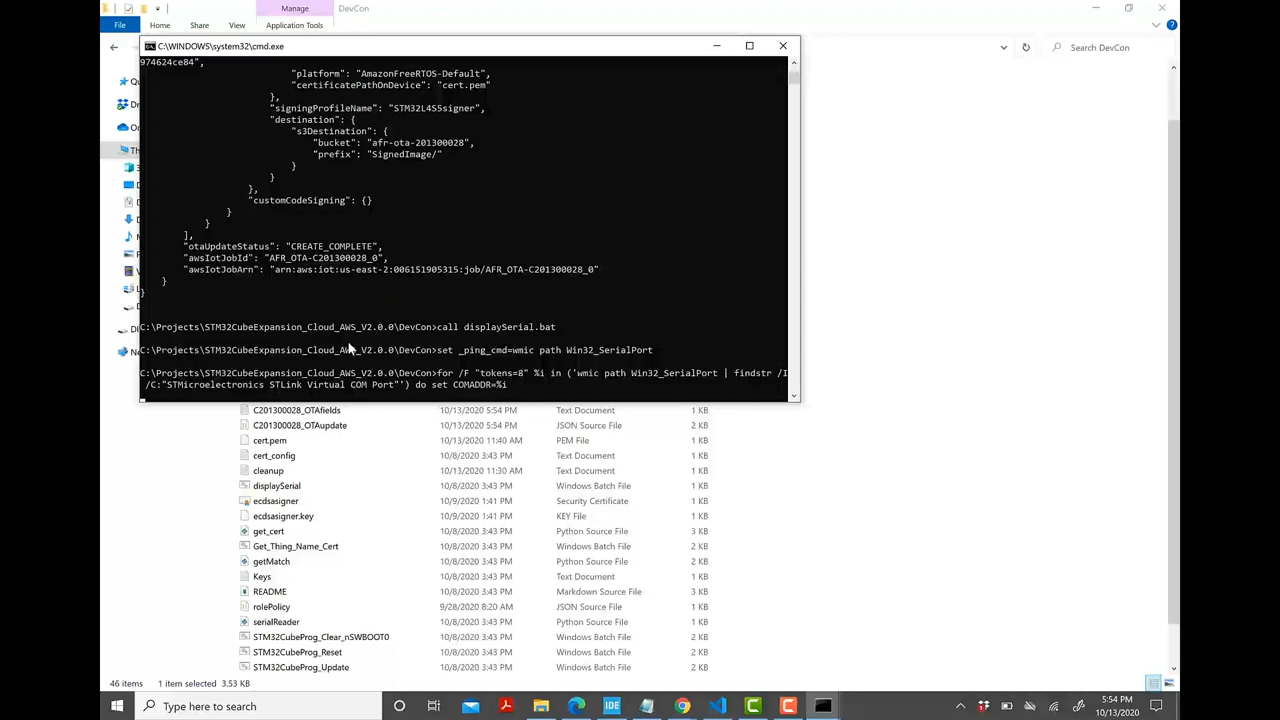 Manage
DevCon
File
Home
Share
View
Application Tools
Search DevCon
C:\WINDOWS\system32\cmd.exe
974624ce84",
"platform": "AmazonFreeRTOS-Default",
"certificatePathOnDevice": "cert.pem"
},
"signingProfileName": "STM32L4S5signer",
"destination": {
"s3Destination": {
"bucket": "afr-ota-201300028",
"prefix": "SignedImage/"
}
}
},
"customCodeSigning": {}
}
}
],
"otaUpdateStatus": "CREATE_COMPLETE",
"awsIotJobId": "AFR_OTA-C201300028_0",
"awsIotJobArn": "arn:aws:iot:us-east-2:006151905315:job/AFR_OTA-C201300028_0"
}
}
C:\Projects\STM32CubeExpansion_Cloud_AWS_V2.0.0\DevCon>call displaySerial.bat
C:\Projects\STM32CubeExpansion_Cloud_AWS_V2.0.0\DevCon>set _ping_cmd=wmic path Win32_SerialPort
C:\Projects\STM32CubeExpansion_Cloud_AWS_V2.0.0\DevCon>for /F "tokens=8" %i in ('wmic path Win32_SerialPort | findstr /I
/C:"STMicroelectronics STLink Virtual COM Port"') do set COMADDR=%i
C201300028_OTAfields 10/13/2020 5:54 PM Text Document 1 KB
C201300028_OTAupdate 10/13/2020 5:54 PM JSON Source File 2 KB
cert.pem 10/13/2020 11:40 AM PEM File 1 KB
cert_config 10/8/2020 3:43 PM Text Document 1 KB
cleanup 10/13/2020 11:30 AM Text Document 1 KB
displaySerial 10/8/2020 3:43 PM Windows Batch File 1 KB
ecdsasigner 10/9/2020 1:41 PM Security Certificate 1 KB
ecdsasigner.key 10/9/2020 1:41 PM KEY File 1 KB
get_cert 10/8/2020 3:43 PM Python Source File 3 KB
Get_Thing_Name_Cert 10/8/2020 3:43 PM Windows Batch File 2 KB
getMatch 10/8/2020 3:43 PM Python Source File 2 KB
Keys 10/8/2020 3:43 PM Text Document 1 KB
README 10/8/2020 3:43 PM Markdown Source File 3 KB
rolePolicy 9/28/2020 8:20 AM JSON Source File 1 KB
serialReader 10/8/2020 3:43 PM Python Source File 1 KB
STM32CubeProg_Clear_nSWBOOT0 10/8/2020 3:43 PM Windows Batch File 1 KB
STM32CubeProg_Reset 10/8/2020 3:43 PM Windows Batch File 1 KB
STM32CubeProg_Update 10/8/2020 3:43 PM Windows Batch File 1 KB
46 items 1 item selected 3.53 KB
Type here to search
IDE
5:54 PM
10/13/2020